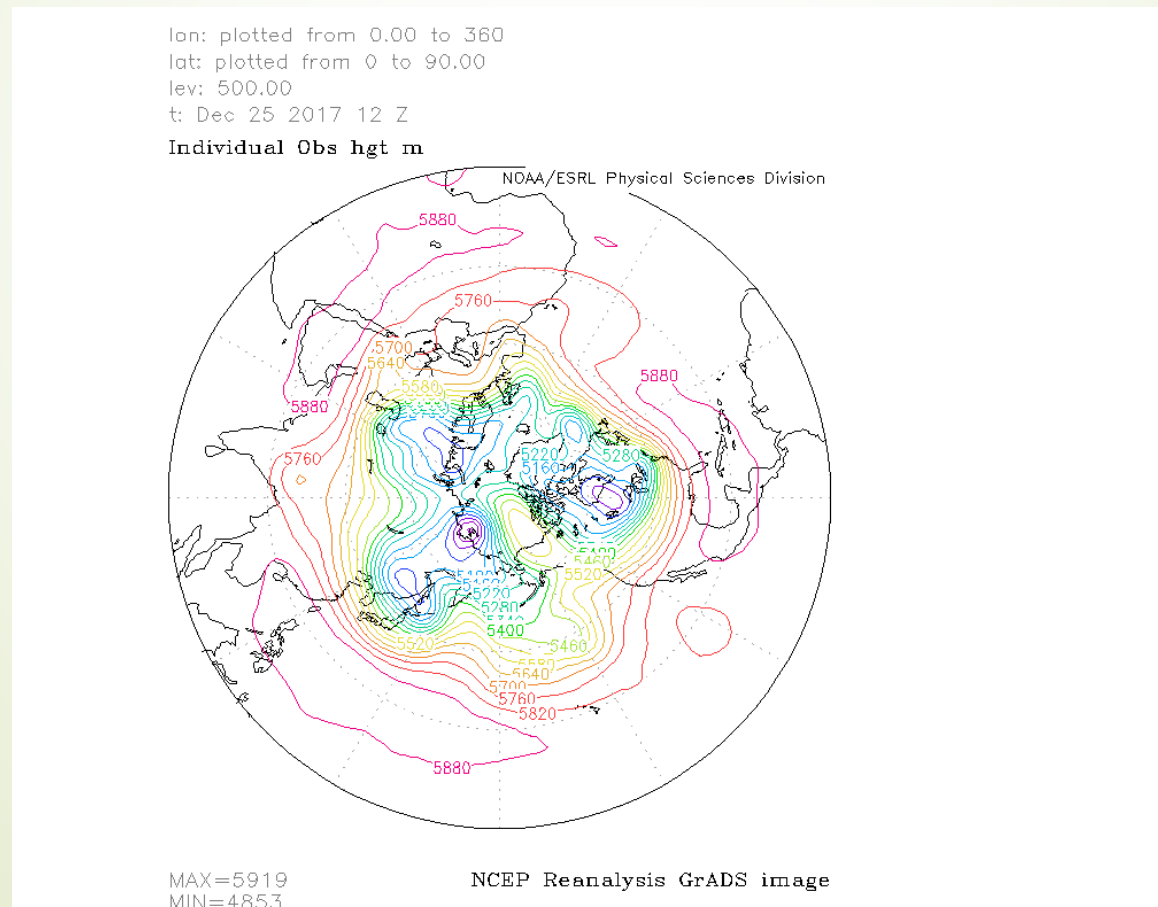 lon: plotted from 0.00 to 360
lat: plotted from 0 to 90.00
lev: 500.00
t: Dec 25 2017 12 Z
Individual Obs hgt m
NOAA/ESRL Physical Sciences Division
5880
5760
5700
5640
5580
5880
5880
5760
5220
5280
5160
5460
5520
5220
5280
5400
5520
5460
5640
5700
5760
5820
5880
MAX=5919
NCEP Reanalysis GrADS image
MIN=4853